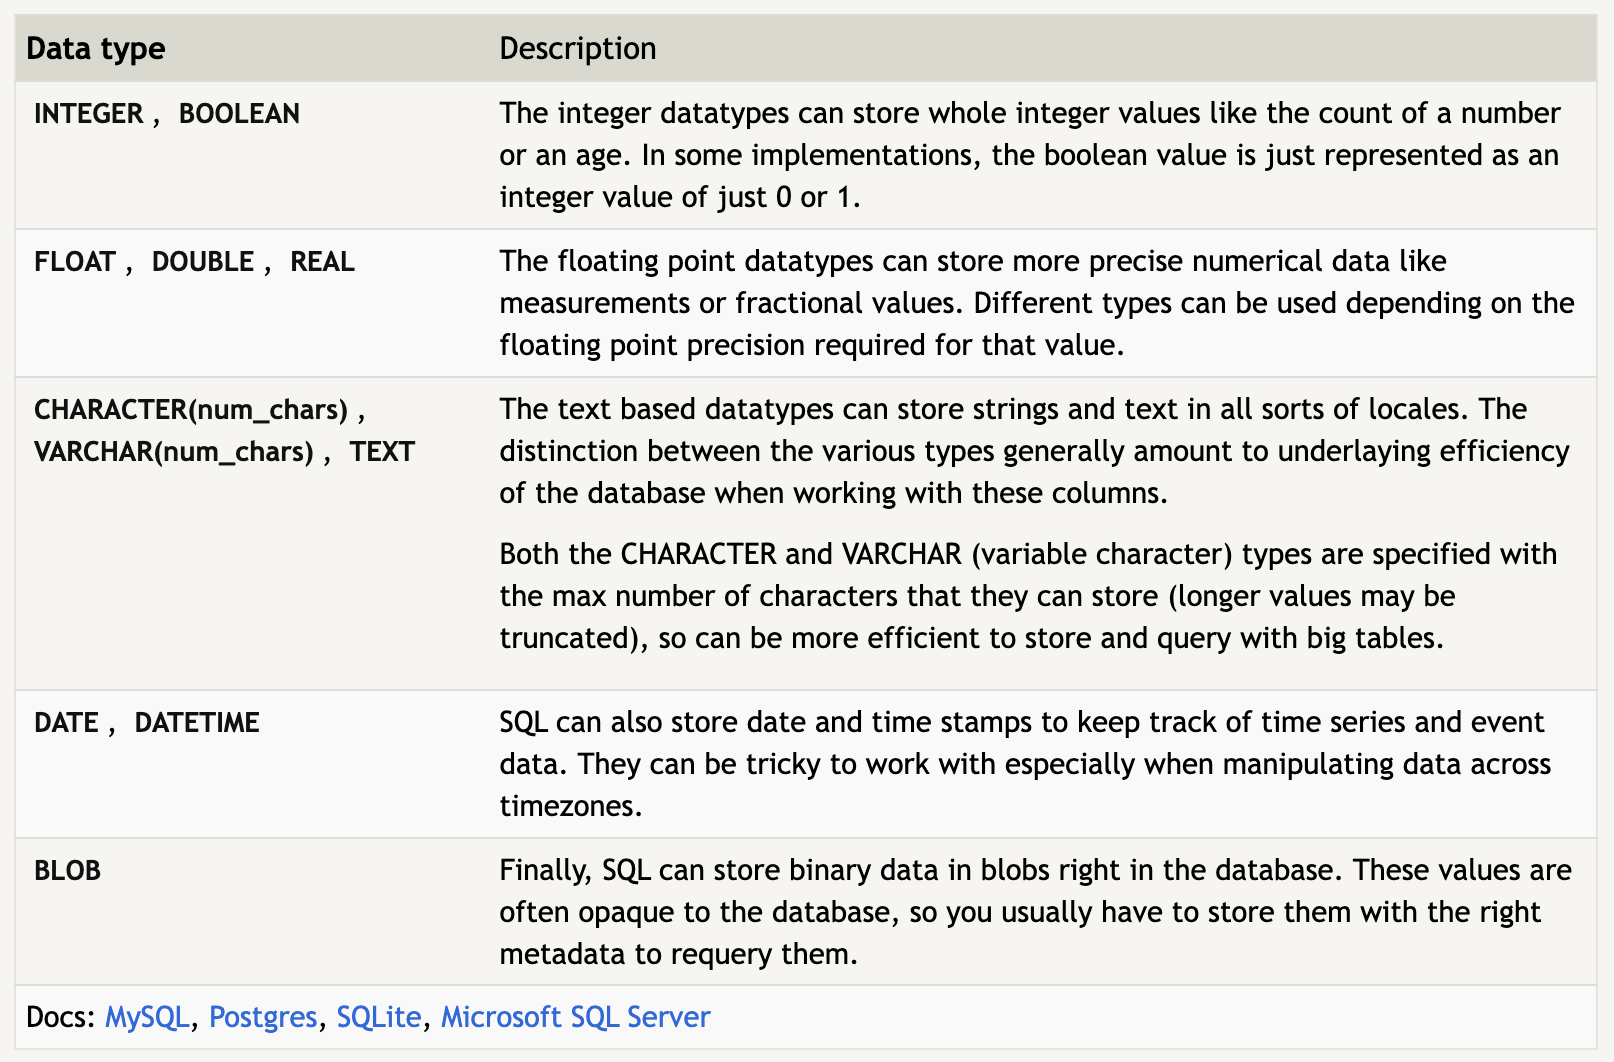 Data type
Description
INTEGER , BOOLEAN
The integer datatypes can store whole integer values like the count of a number
or an age. In some implementations, the boolean value is just represented as an
integer value of just 0 or 1.
FLOAT , DOUBLE , REAL
The floating point datatypes can store more precise numerical data like
measurements or fractional values. Different types can be used depending on the
floating point precision required for that value.
CHARACTER(num_chars) ,
VARCHAR(num_chars) , TEXT
The text based datatypes can store strings and text in all sorts of locales. The
distinction between the various types generally amount to underlaying efficiency
of the database when working with these columns.
Both the CHARACTER and VARCHAR (variable character) types are specified with
the max number of characters that they can store (longer values may be
truncated), so can be more efficient to store and query with big tables.
DATE , DATETIME
SQL can also store date and time stamps to keep track of time series and event
data. They can be tricky to work with especially when manipulating data across
timezones.
BLOB
Finally, SQL can store binary data in blobs right in the database. These values are
often opaque to the database, so you usually have to store them with the right
metadata to requery them.
Docs: MySQL, Postgres, SQLite, Microsoft SQL Server